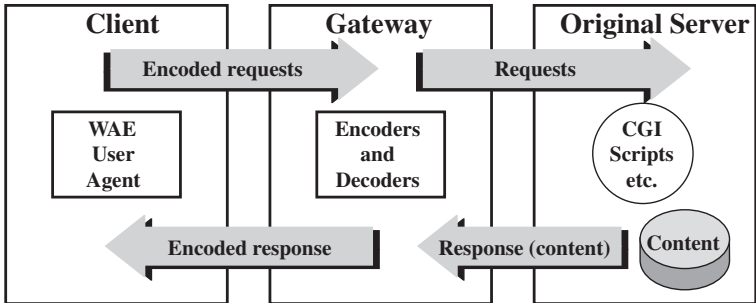 Client
Gateway
Original Server
Encoded requests
Requests
WAE
User
Agent
Encoders
and
Decoders
CGI
Scripts
etc.
Encoded response
Response (content)
Content